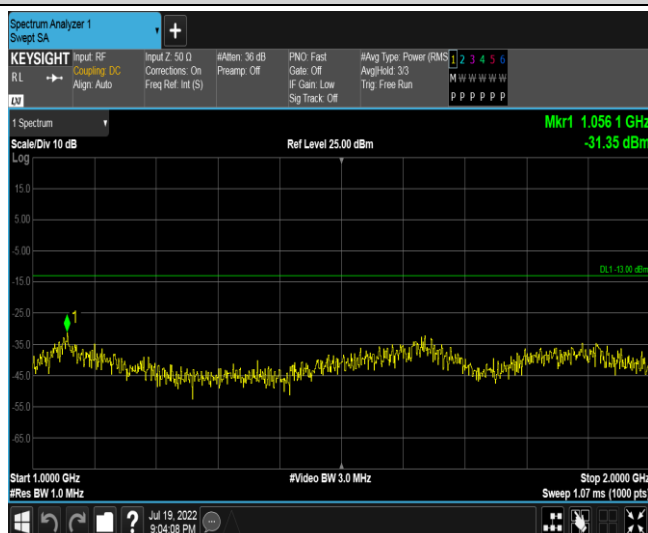 Spectrum Analyzer 1
Swept SA
KEYSIGHT
RL
Input: RF
Coupling: DC
Align: Auto
Input Z: 50 Ω
Corrections: On
Freq Ref: Int (S)
#Atten: 36 dB
Preamp: Off
PNO: Fast
Gate: Off
IF Gain: Low
Sig Track: Off
#Avg Type: Power (RMS
Avg|Hold: 3/3
Trig: Free Run
1 2 3 4 5 6
M W W W W W
P P P P P P
LXI
1 Spectrum
Mkr1 1.056 1 GHz
-31.35 dBm
Scale/Div 10 dB
Ref Level 25.00 dBm
Log
15.0
5.00
-5.00
DL1 -13.00 dBm
-15.0
-25.0
1
-35.0
-45.0
-55.0
-65.0
Start 1.0000 GHz
#Video BW 3.0 MHz
Stop 2.0000 GHz
#Res BW 1.0 MHz
Sweep 1.07 ms (1000 pts)
?
Jul 19, 2022
9:04:08 PM